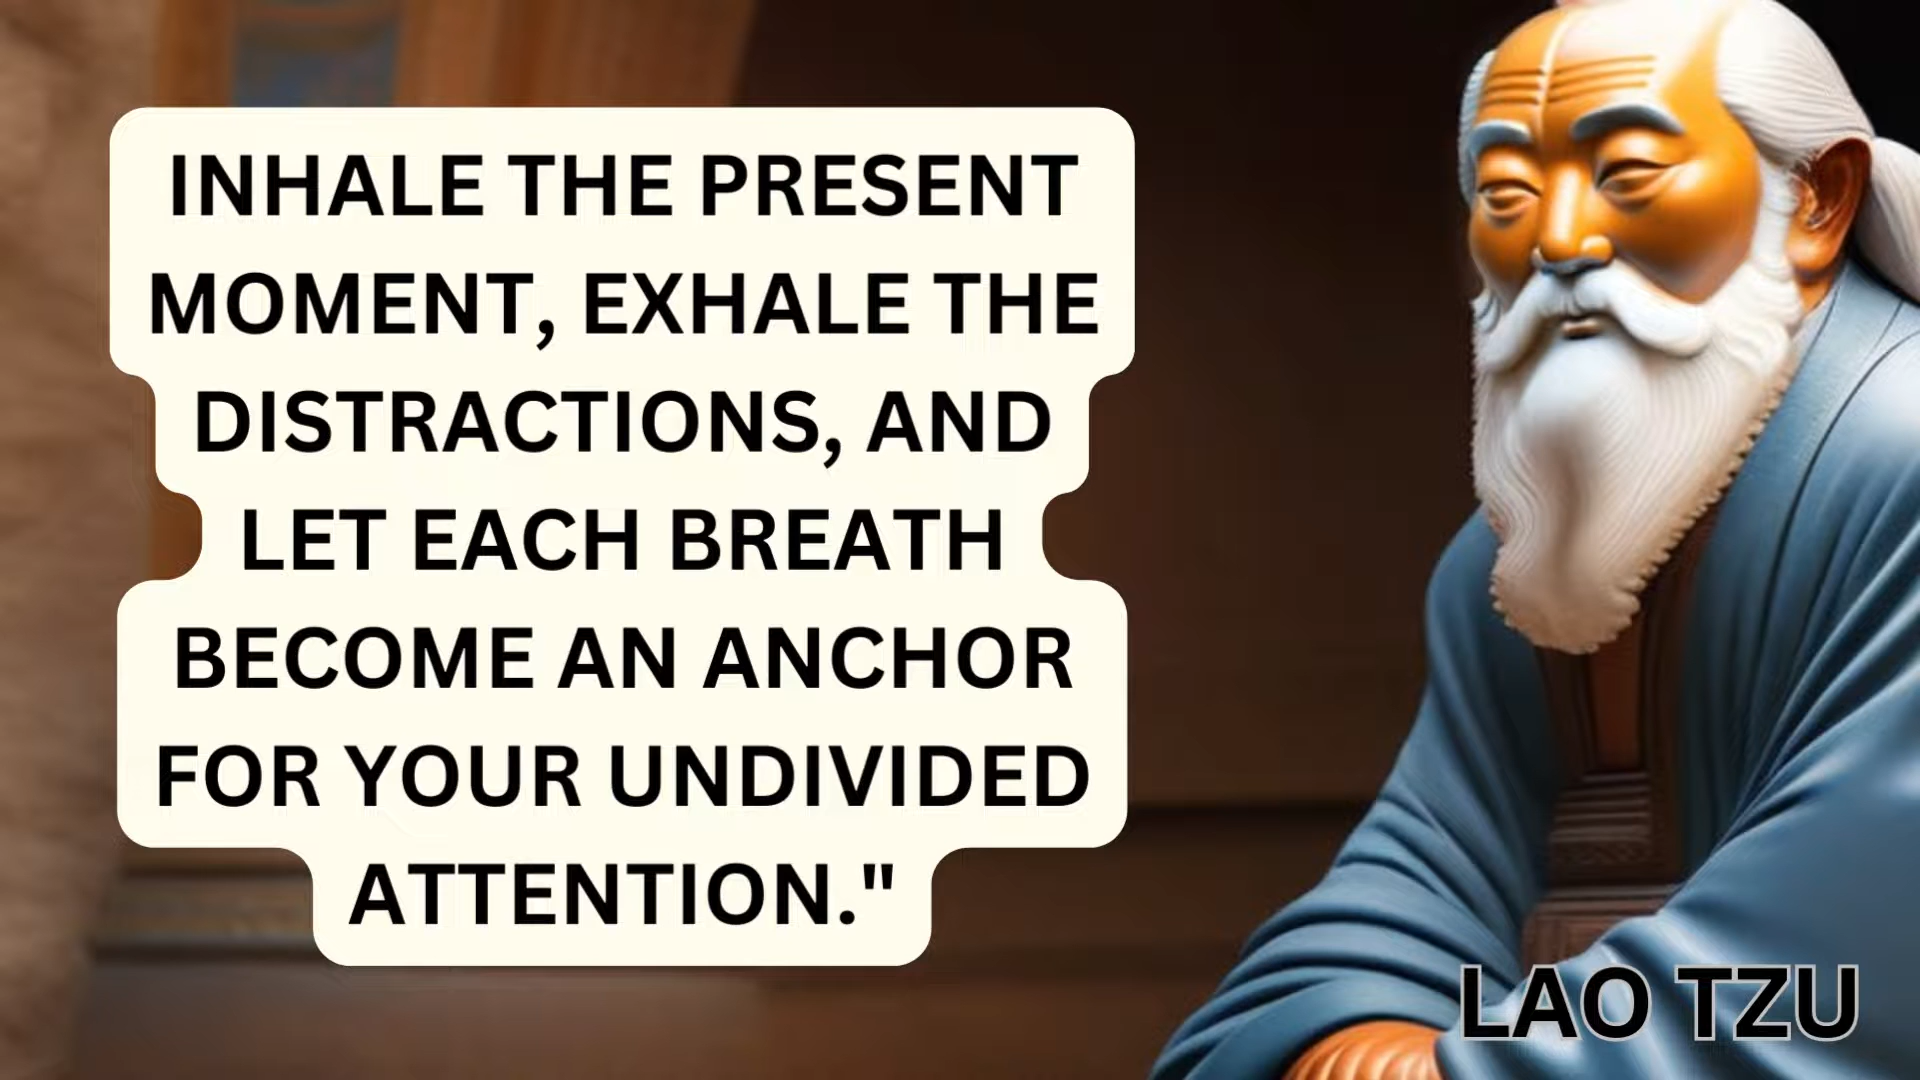 INHALE THE PRESENT
MOMENT, EXHALE THE
DISTRACTIONS, AND
LET EACH BREATH
BECOME AN ANCHOR
FOR YOUR UNDIVIDED
ATTENTION."
LAO TZU